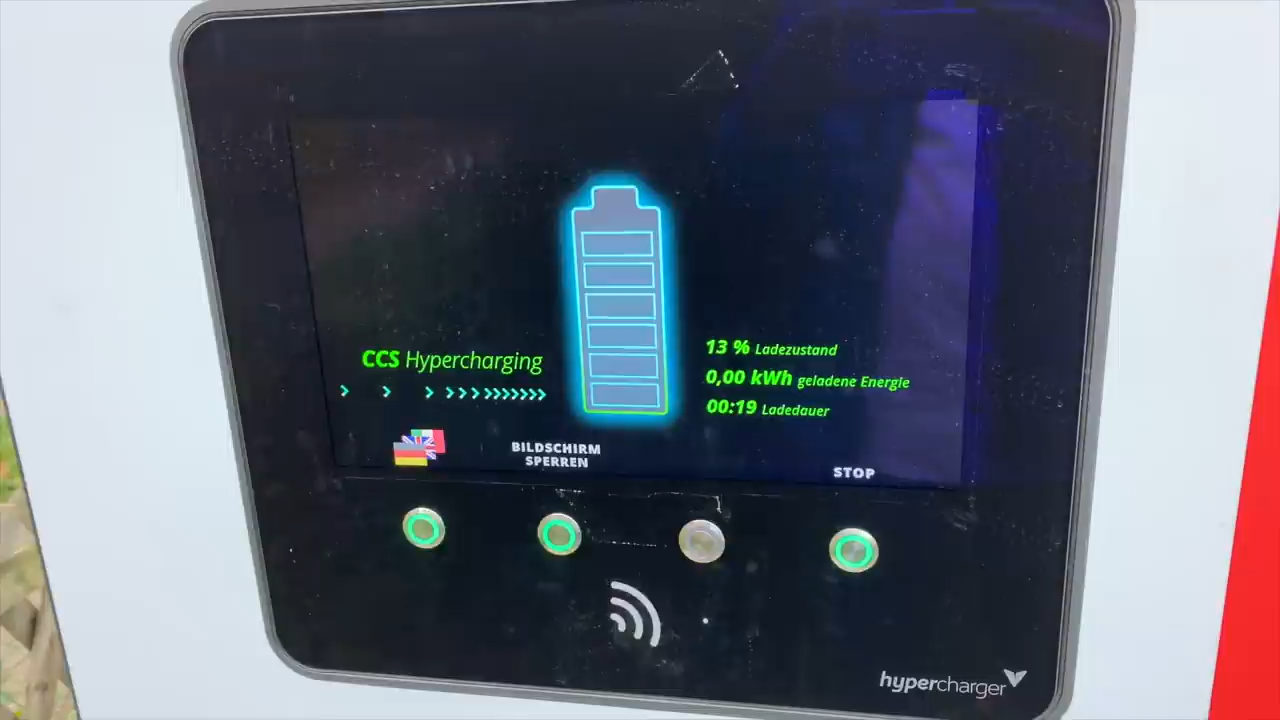 CCS Hypercharging
13 % Ladezustand
0,00 kWh geladene Energie
00:19 Ladedauer
BILDSCHIRM
SPERREN
STOP
hypercharger